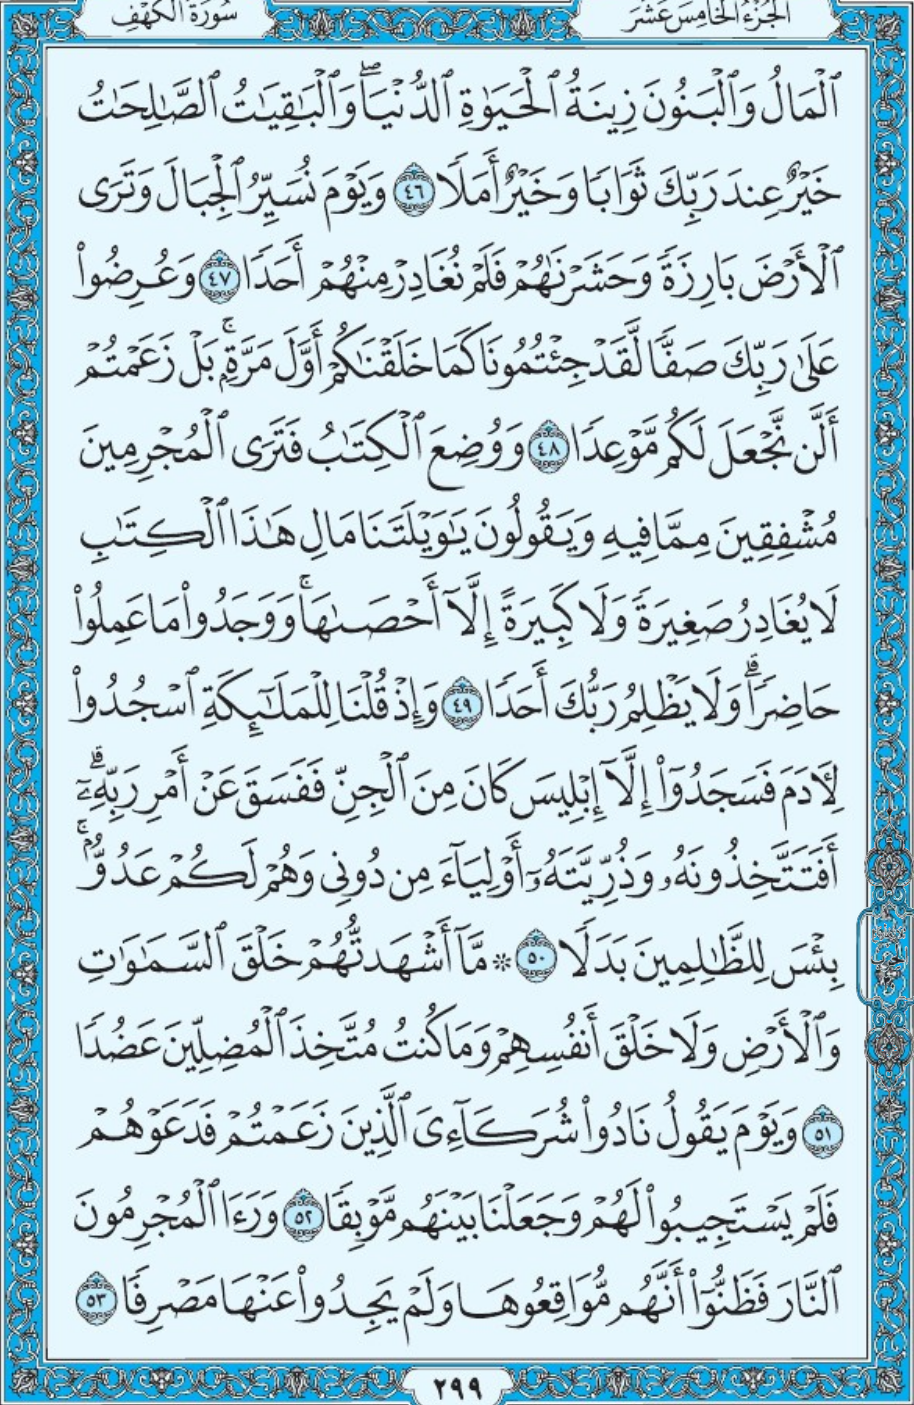 الجُزْءُ الخَامِسَ عَشَرَ
سُورَةُ الكَهْفِ
ٱلْمَالُ وَٱلْبَنُونَ زِينَةُ ٱلْحَيَوٰةِ ٱلدُّنْيَاۖ وَٱلْبَٰقِيَٰتُ ٱلصَّٰلِحَٰتُ
خَيْرٌ عِندَ رَبِّكَ ثَوَابًا وَخَيْرٌ أَمَلًا ٤٦ وَيَوْمَ نُسَيِّرُ ٱلْجِبَالَ وَتَرَى
ٱلْأَرْضَ بَارِزَةً وَحَشَرْنَٰهُمْ فَلَمْ نُغَادِرْ مِنْهُمْ أَحَدًا ٤٧ وَعُرِضُوا۟
عَلَىٰ رَبِّكَ صَفًّا لَّقَدْ جِئْتُمُونَا كَمَا خَلَقْنَٰكُمْ أَوَّلَ مَرَّةٍۭۚ بَلْ زَعَمْتُمْ
أَلَّن نَّجْعَلَ لَكُم مَّوْعِدًا ٤٨ وَوُضِعَ ٱلْكِتَٰبُ فَتَرَى ٱلْمُجْرِمِينَ
مُشْفِقِينَ مِمَّا فِيهِ وَيَقُولُونَ يَٰوَيْلَتَنَا مَالِ هَٰذَا ٱلْكِتَٰبِ
لَا يُغَادِرُ صَغِيرَةً وَلَا كَبِيرَةً إِلَّآ أَحْصَىٰهَاۚ وَوَجَدُوا۟ مَا عَمِلُوا۟
حَاضِرًاۗ وَلَا يَظْلِمُ رَبُّكَ أَحَدًا ٤٩ وَإِذْ قُلْنَا لِلْمَلَٰٓئِكَةِ ٱسْجُدُوا۟
لِأَدَمَ فَسَجَدُوٓا۟ إِلَّآ إِبْلِيسَ كَانَ مِنَ ٱلْجِنِّ فَفَسَقَ عَنْ أَمْرِ رَبِّهِۦٓۗ
أَفَتَتَّخِذُونَهُۥ وَذُرِّيَّتَهُۥٓ أَوْلِيَآءَ مِن دُونِى وَهُمْ لَكُمْ عَدُوٌّۢۚ
بِئْسَ لِلظَّٰلِمِينَ بَدَلًا ٥٠ ۞ مَّآ أَشْهَدتُّهُمْ خَلْقَ ٱلسَّمَٰوَٰتِ
وَٱلْأَرْضِ وَلَا خَلْقَ أَنفُسِهِمْ وَمَا كُنتُ مُتَّخِذَ ٱلْمُضِلِّينَ عَضُدًا
٥١ وَيَوْمَ يَقُولُ نَادُوا۟ شُرَكَآءِىَ ٱلَّذِينَ زَعَمْتُمْ فَدَعَوْهُمْ
فَلَمْ يَسْتَجِيبُوا۟ لَهُمْ وَجَعَلْنَا بَيْنَهُم مَّوْبِقًا ٥٢ وَرَءَا ٱلْمُجْرِمُونَ
ٱلنَّارَ فَظَنُّوٓا۟ أَنَّهُم مُّوَاقِعُوهَا وَلَمْ يَجِدُوا۟ عَنْهَا مَصْرِفًا ٥٣
٢٩٩